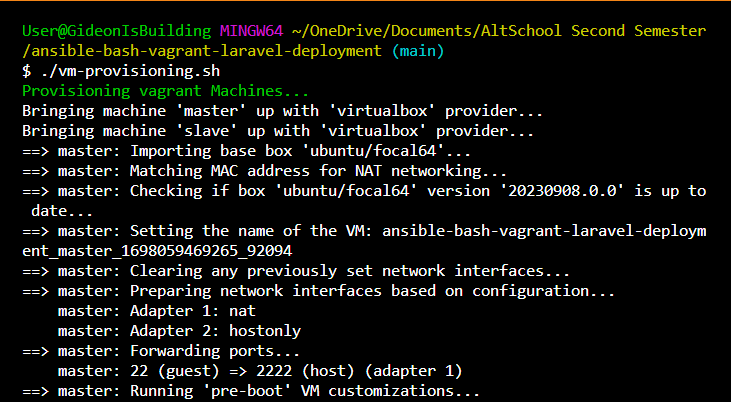 User@GideonIsBuilding MINGW64 ~/OneDrive/Documents/AltSchool Second Semester
/ansible-bash-vagrant-laravel-deployment (main)
$ ./vm-provisioning.sh
Provisioning vagrant Machines...
Bringing machine 'master' up with 'virtualbox' provider...
Bringing machine 'slave' up with 'virtualbox' provider...
==> master: Importing base box 'ubuntu/focal64'...
==> master: Matching MAC address for NAT networking...
==> master: Checking if box 'ubuntu/focal64' version '20230908.0.0' is up to
 date...
==> master: Setting the name of the VM: ansible-bash-vagrant-laravel-deploym
ent_master_1698059469265_92094
==> master: Clearing any previously set network interfaces...
==> master: Preparing network interfaces based on configuration...
    master: Adapter 1: nat
    master: Adapter 2: hostonly
==> master: Forwarding ports...
    master: 22 (guest) => 2222 (host) (adapter 1)
==> master: Running 'pre-boot' VM customizations...